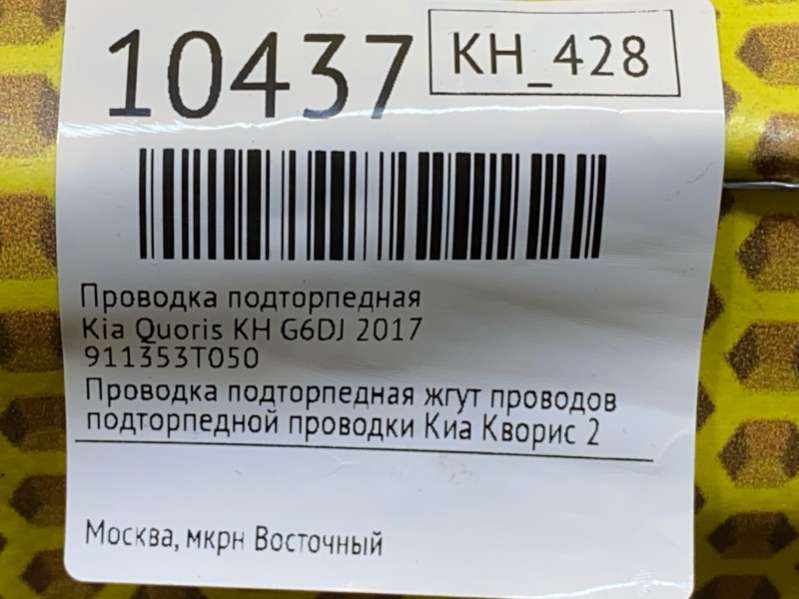 10437 KH_428
Проводка подторпедная
Kia Quoris KH G6DJ 2017
911353T050
Проводка подторпедная жгут проводов
подторпедной проводки Киа Кворис 2
Москва, мкрн Восточный